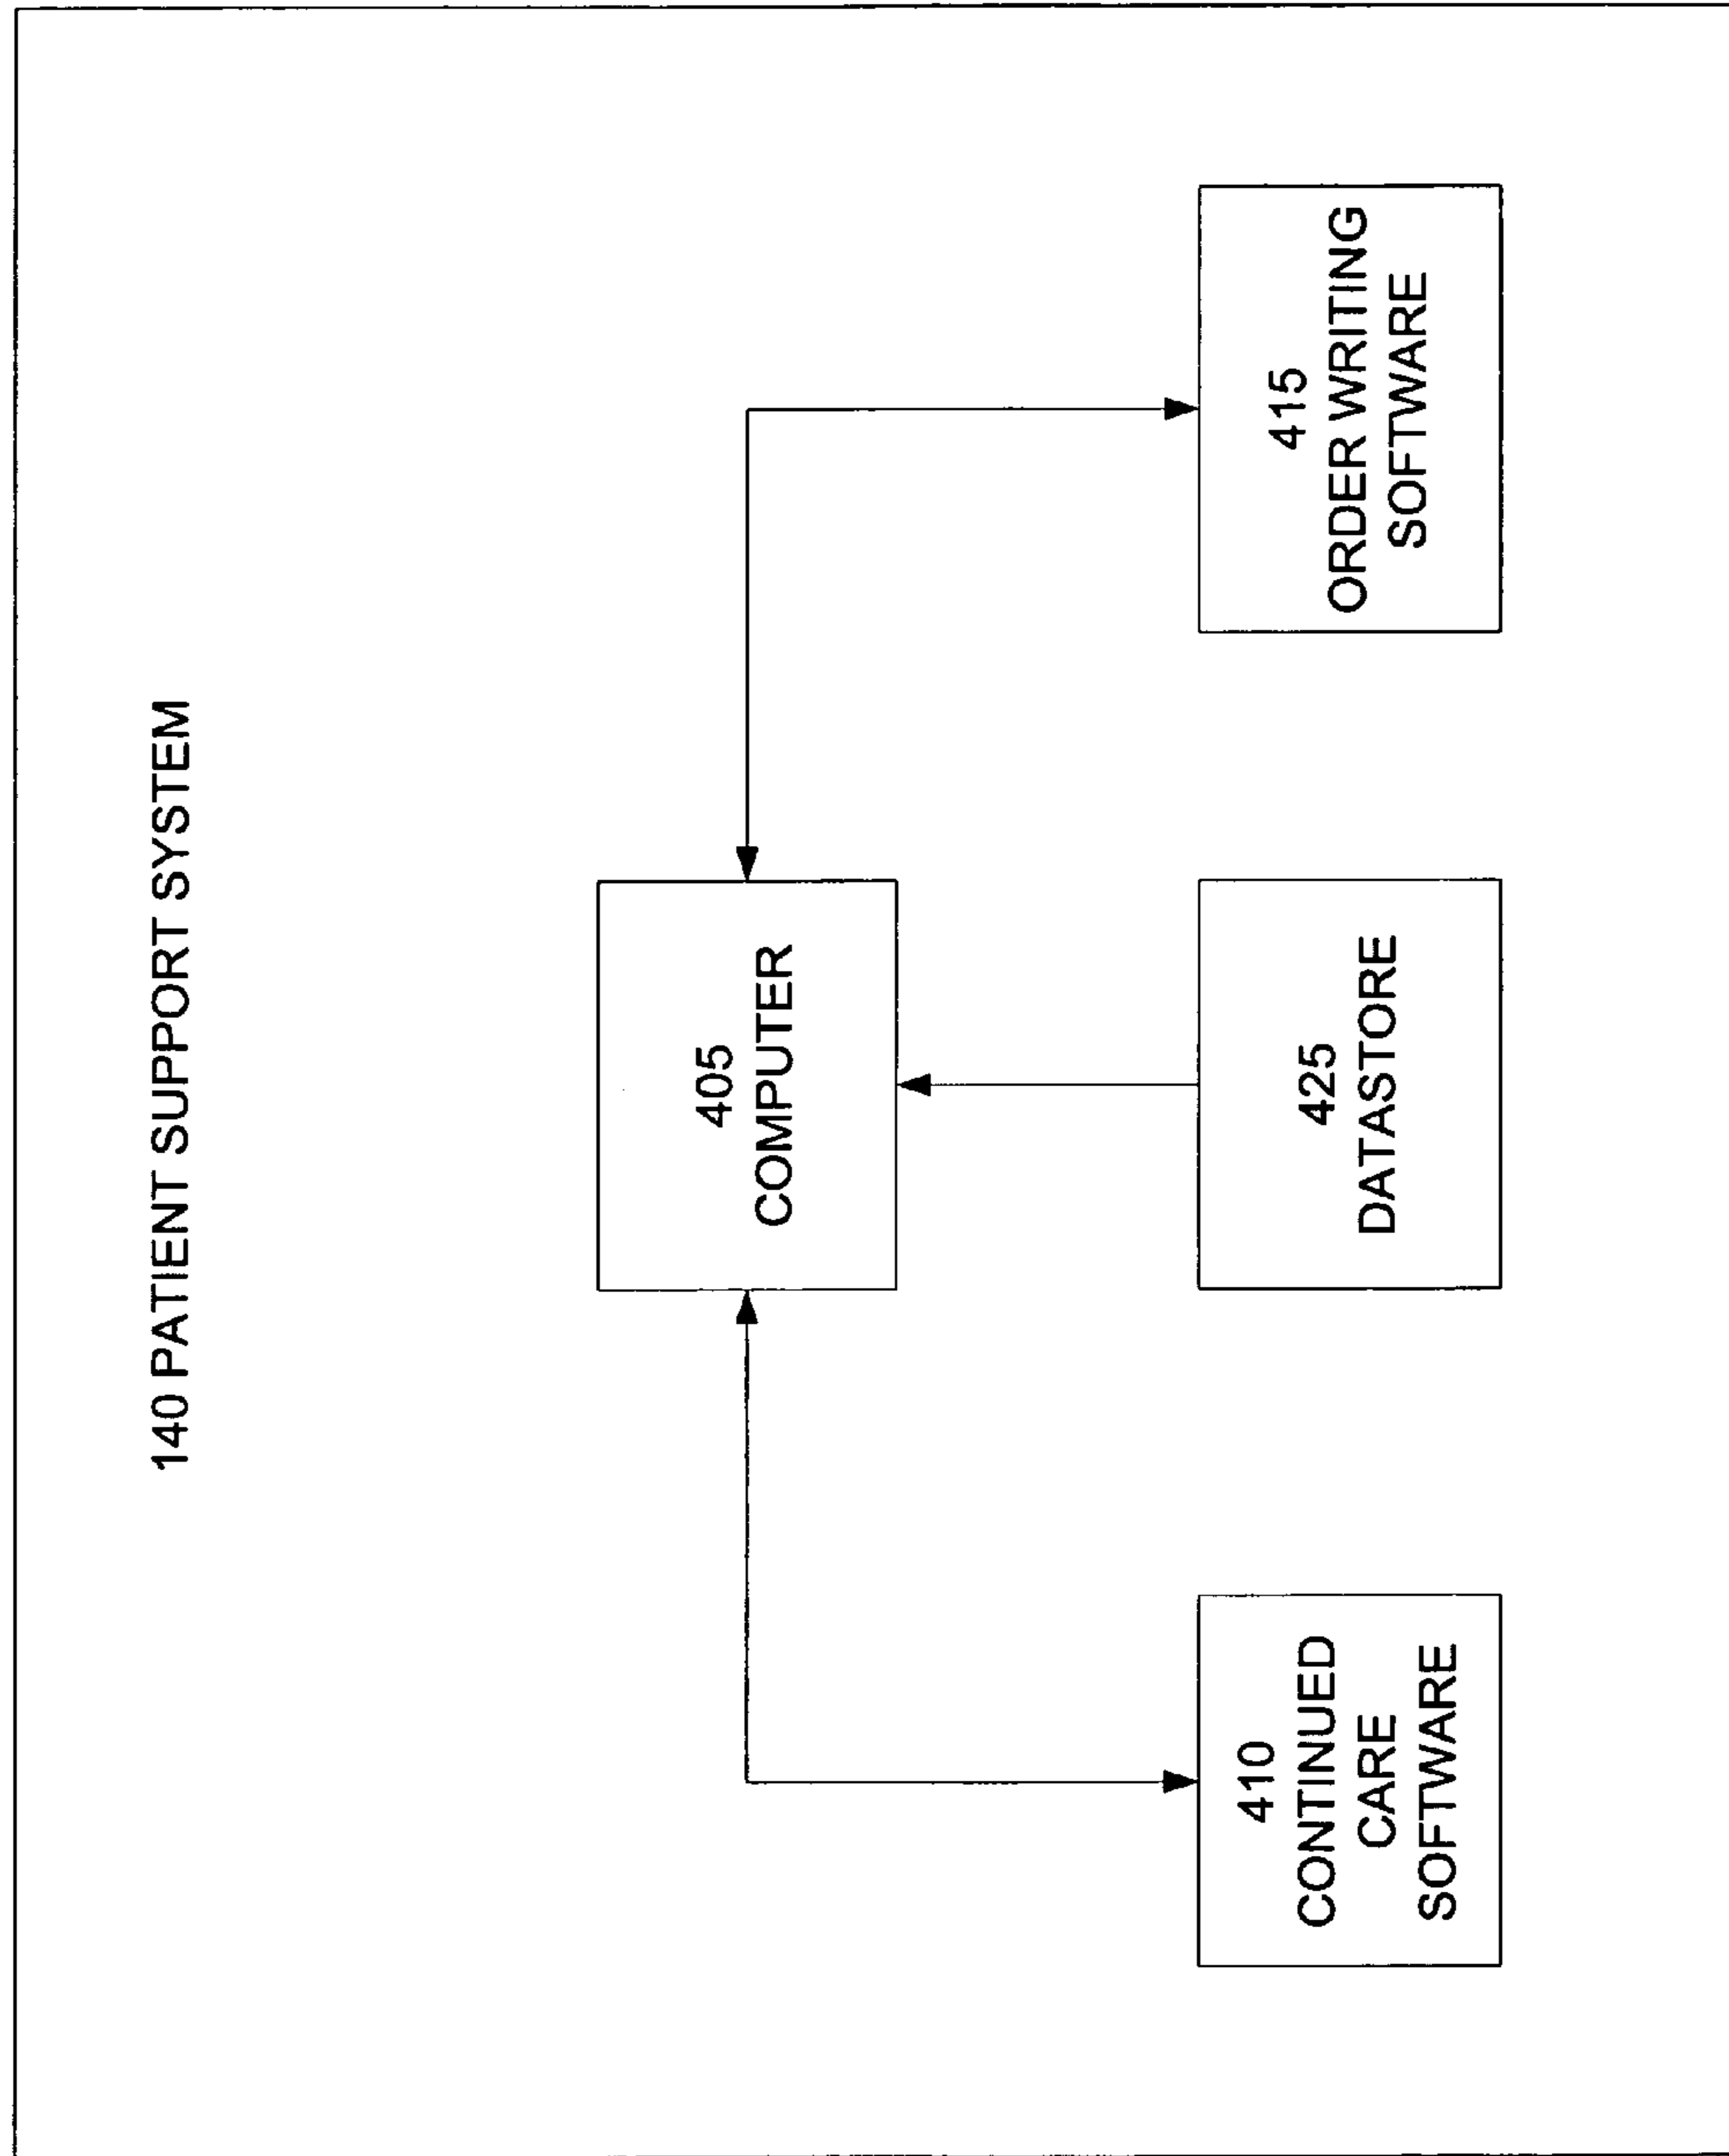 140 PATIENT SUPPORT SYSTEM
405
COMPUTER
410
CONTINUED
CARE
SOFTWARE
425
DATASTORE
415
ORDER WRITING
SOFTWARE